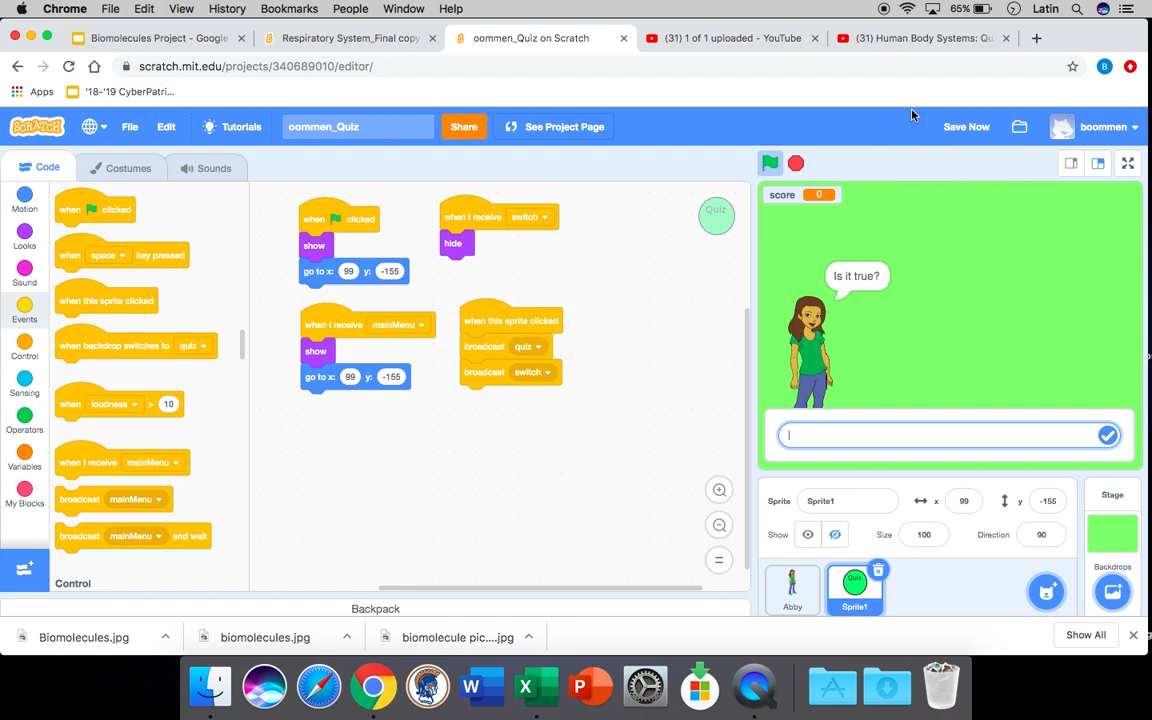 Chrome File Edit View History Bookmarks People Window Help 65% Latin
Biomolecules Project - Google Respiratory System_Final copy oommen_Quiz on Scratch (31) 1 of 1 uploaded - YouTube (31) Human Body Systems: Qu
scratch.mit.edu/projects/340689010/editor/ B
Apps '18-'19 CyberPatri...
SCRATCH File Edit Tutorials oommen_Quiz Share See Project Page Save Now boommen
Code Costumes Sounds
Motion
Looks
Sound
Events
Control
Sensing
Operators
Variables
My Blocks
when clicked
when space key pressed
when this sprite clicked
when backdrop switches to quiz
when loudness > 10
when I receive mainMenu
broadcast mainMenu
broadcast mainMenu and wait
Control
when clicked
show
go to x: 99 y: -155
when I receive switch
hide
when I receive mainMenu
show
go to x: 99 y: -155
when this sprite clicked
broadcast quiz
broadcast switch
Quiz
score 0
Is it true?
Sprite Sprite1 x 99 y -155
Show Size 100 Direction 90
Abby
Quiz
Sprite1
Stage
Backdrops
Backpack
Biomolecules.jpg biomolecules.jpg biomolecule pic....jpg Show All
W X P